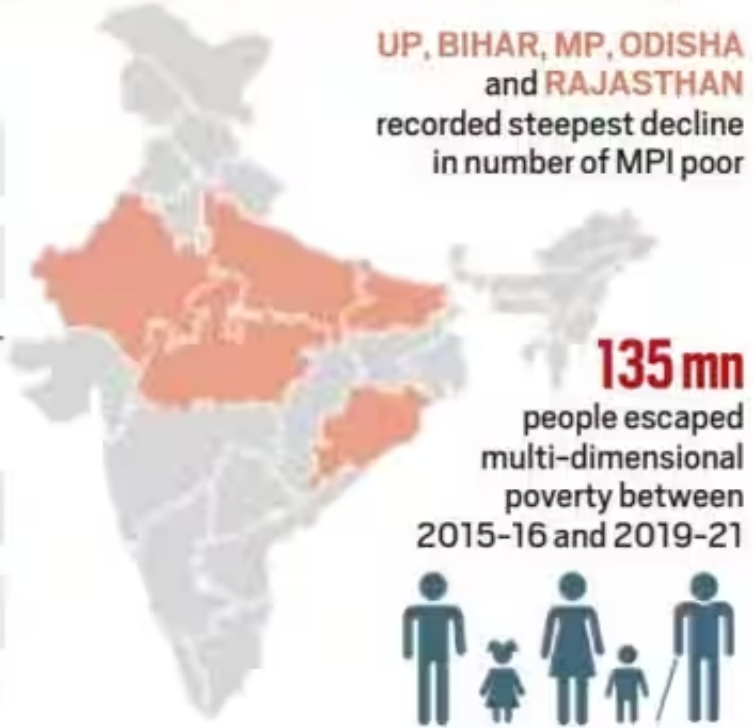 UP, BIHAR, MP, ODISHA
and RAJASTHAN
recorded steepest decline
in number of MPI poor
135 mn
people escaped
multi-dimensional
poverty between
2015-16 and 2019-21